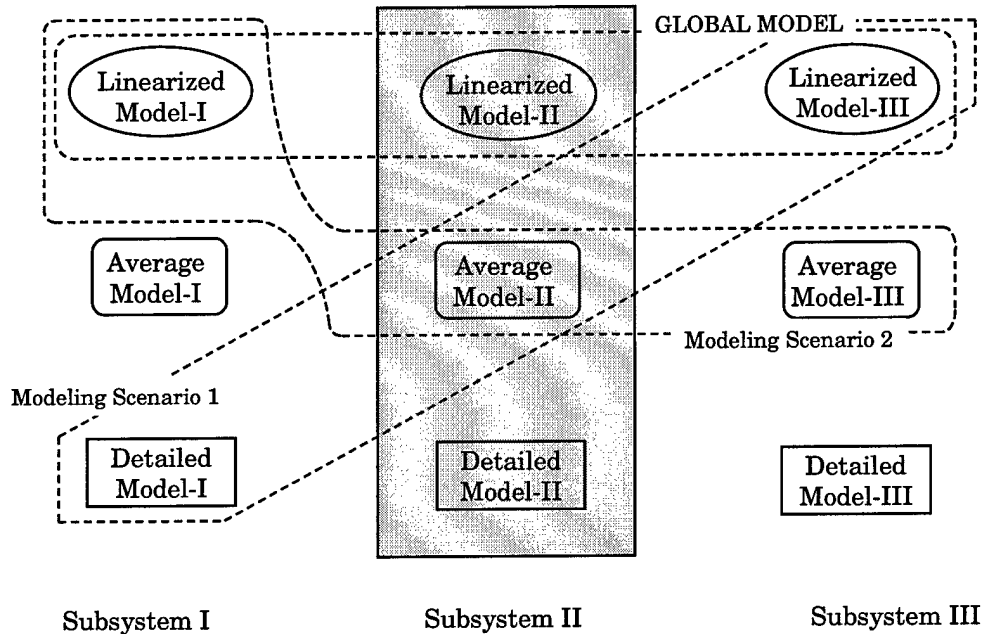 GLOBAL MODEL
Linearized
Model-I
Linearized
Model-II
Linearized
Model-III
Average
Model-I
Average
Model-II
Average
Model-III
Modeling Scenario 2
Modeling Scenario 1
Detailed
Model-I
Detailed
Model-II
Detailed
Model-III
Subsystem I
Subsystem II
Subsystem III